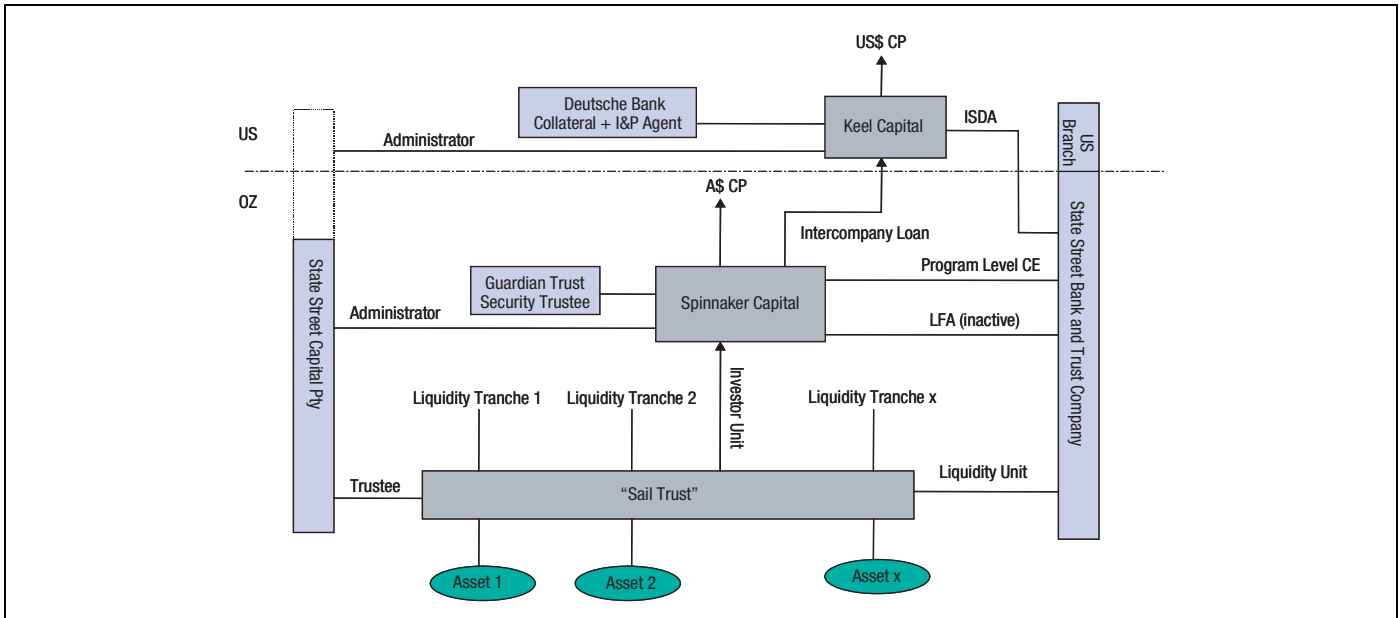 US$ CP
Deutsche Bank
Collateral + I&P Agent
Keel Capital
ISDA
US
Branch
US
Administrator
OZ
A$ CP
Intercompany Loan
State Street Capital Pty
Guardian Trust
Security Trustee
Spinnaker Capital
Program Level CE
State Street Bank and Trust Company
Administrator
LFA (inactive)
Investor Unit
Liquidity Tranche 1
Liquidity Tranche 2
Liquidity Tranche x
Trustee
“Sail Trust”
Liquidity Unit
Asset 1
Asset 2
Asset x